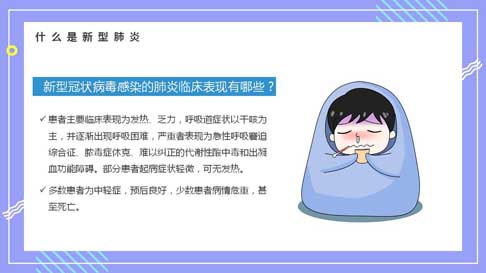 什么是新型肺炎
新型冠状病毒感染的肺炎临床表现有哪些？
✓ 患者主要临床表现为发热、乏力，呼吸道症状以干咳为
主，并逐渐出现呼吸困难，严重者表现为急性呼吸窘迫
综合征、脓毒症休克、难以纠正的代谢性酸中毒和出凝
血功能障碍。部分患者起病症状轻微，可无发热。
✓ 多数患者为中轻症，预后良好，少数患者病情危重，甚
至死亡。